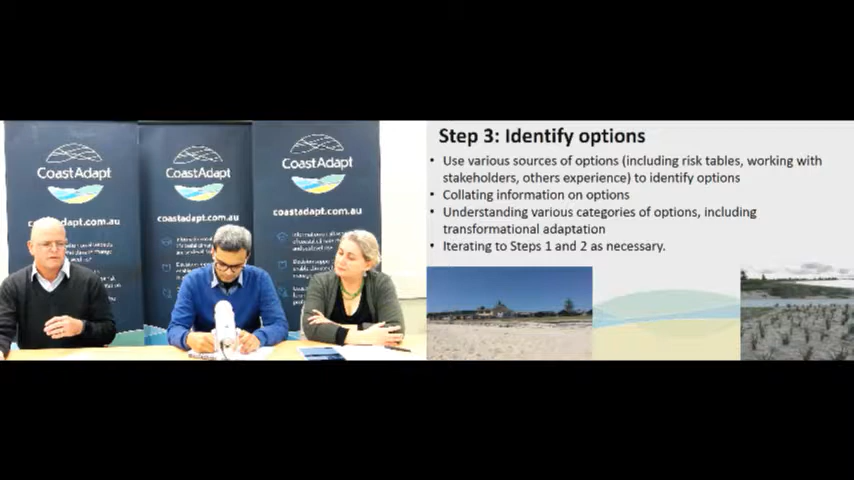 CoastAdapt
coastadapt.com.au
CoastAdapt
coastadapt.com.au
CoastAdapt
coastadapt.com.au
Step 3: Identify options
• Use various sources of options (including risk tables, working with
stakeholders, others experience) to identify options
• Collating information on options
• Understanding various categories of options, including
transformational adaptation
• Iterating to Steps 1 and 2 as necessary.